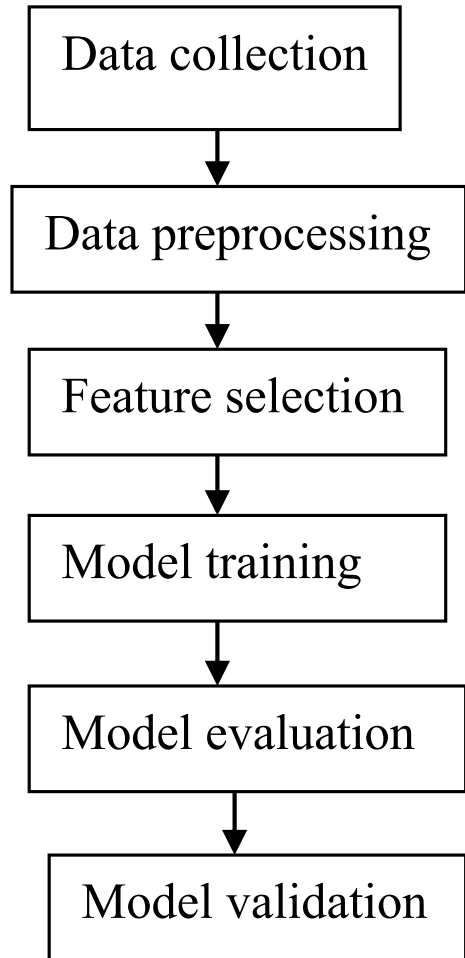 Data collection
Data preprocessing
Feature selection
Model training
Model evaluation
Model validation